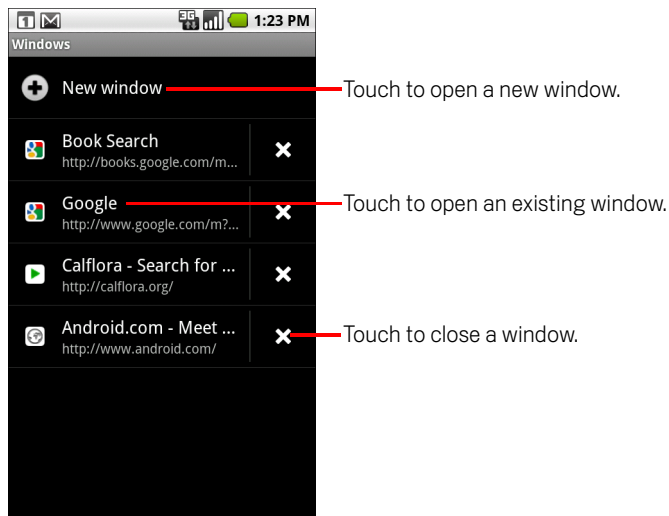 1 3G 1:23 PM
Windows
New window
Touch to open a new window.
Book Search
http://books.google.com/m...
Google
http://www.google.com/m?...
Touch to open an existing window.
Calflora - Search for ...
http://calflora.org/
Android.com - Meet ...
http://www.android.com/
Touch to close a window.